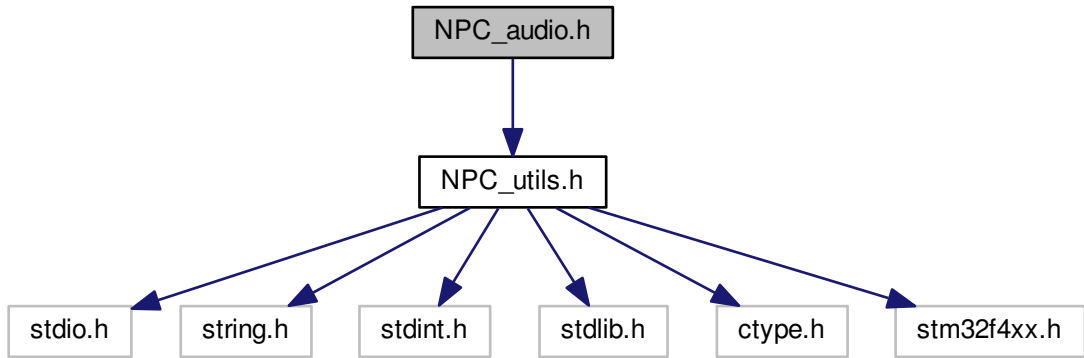 NPC_audio.h
NPC_utils.h
stdio.h
string.h
stdint.h
stdlib.h
ctype.h
stm32f4xx.h